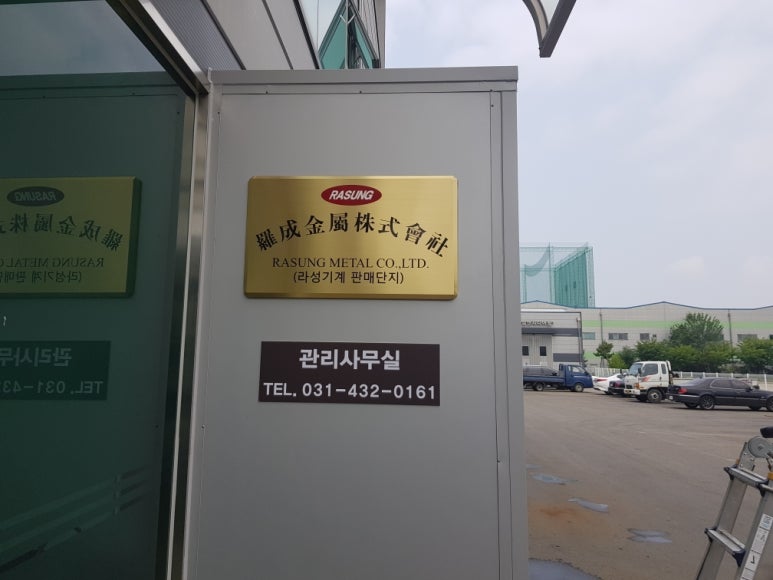 RASUNG
羅成金屬株式會社
RASUNG METAL CO.,LTD.
(라성기계 판매단지)
관리사무실
TEL. 031-432-0161